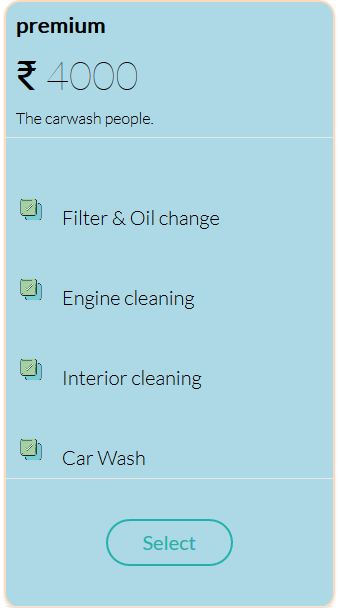 premium
₹ 4000
The carwash people.
Filter & Oil change
Engine cleaning
Interior cleaning
Car Wash
Select